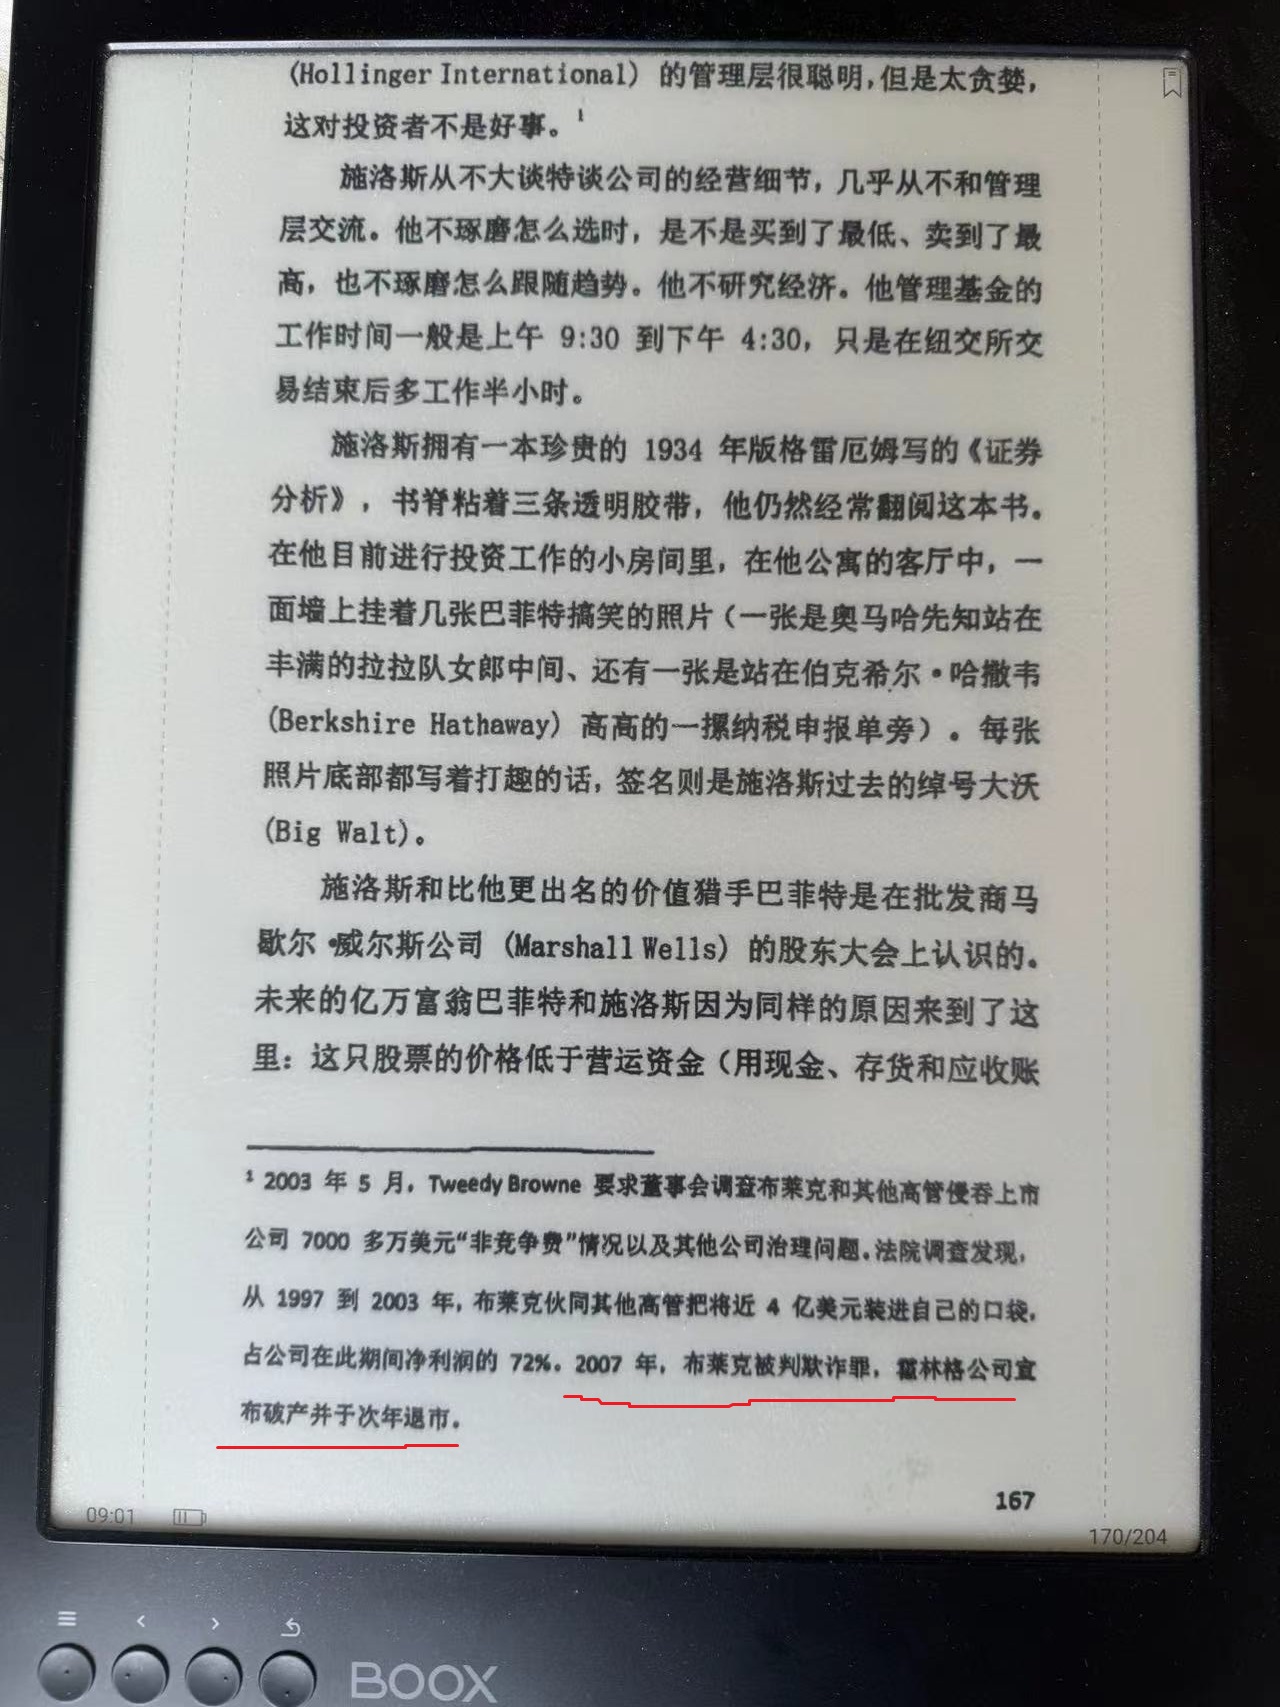 (Hollinger International) 的管理层很聪明,但是太贪婪,
这对投资者不是好事。1
施洛斯从不大谈特谈公司的经营细节，几乎从不和管理
层交流。他不琢磨怎么选时，是不是买到了最低、卖到了最
高，也不琢磨怎么跟随趋势。他不研究经济。他管理基金的
工作时间一般是上午 9:30 到下午 4:30，只是在纽交所交
易结束后多工作半小时。
施洛斯拥有一本珍贵的 1934 年版格雷厄姆写的《证券
分析》，书脊粘着三条透明胶带，他仍然经常翻阅这本书。
在他目前进行投资工作的小房间里，在他公寓的客厅中，一
面墙上挂着几张巴菲特搞笑的照片（一张是奥马哈先知站在
丰满的拉拉队女郎中间、还有一张是站在伯克希尔·哈撒韦
(Berkshire Hathaway) 高高的一摞纳税申报单旁）。每张
照片底部都写着打趣的话，签名则是施洛斯过去的绰号大沃
(Big Walt)。
施洛斯和比他更出名的价值猎手巴菲特是在批发商马
歇尔·威尔斯公司 (Marshall Wells) 的股东大会上认识的。
未来的亿万富翁巴菲特和施洛斯因为同样的原因来到了这
里：这只股票的价格低于营运资金（用现金、存货和应收账
1 2003 年 5 月，Tweedy Browne 要求董事会调查布莱克和其他高管侵吞上市
公司 7000 多万美元“非竞争费”情况以及其他公司治理问题。法院调查发现，
从 1997 到 2003 年，布莱克伙同其他高管把将近 4 亿美元装进自己的口袋，
占公司在此期间净利润的 72%。2007 年，布莱克被判欺诈罪，霍林格公司宣
布破产并于次年退市。
167
09:01
170/204
BOOX